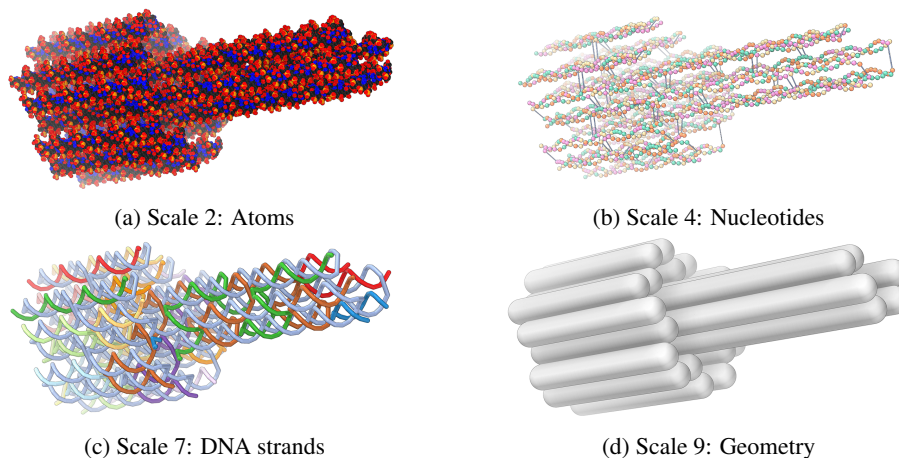 (a) Scale 2: Atoms
(b) Scale 4: Nucleotides
(c) Scale 7: DNA strands
(d) Scale 9: Geometry